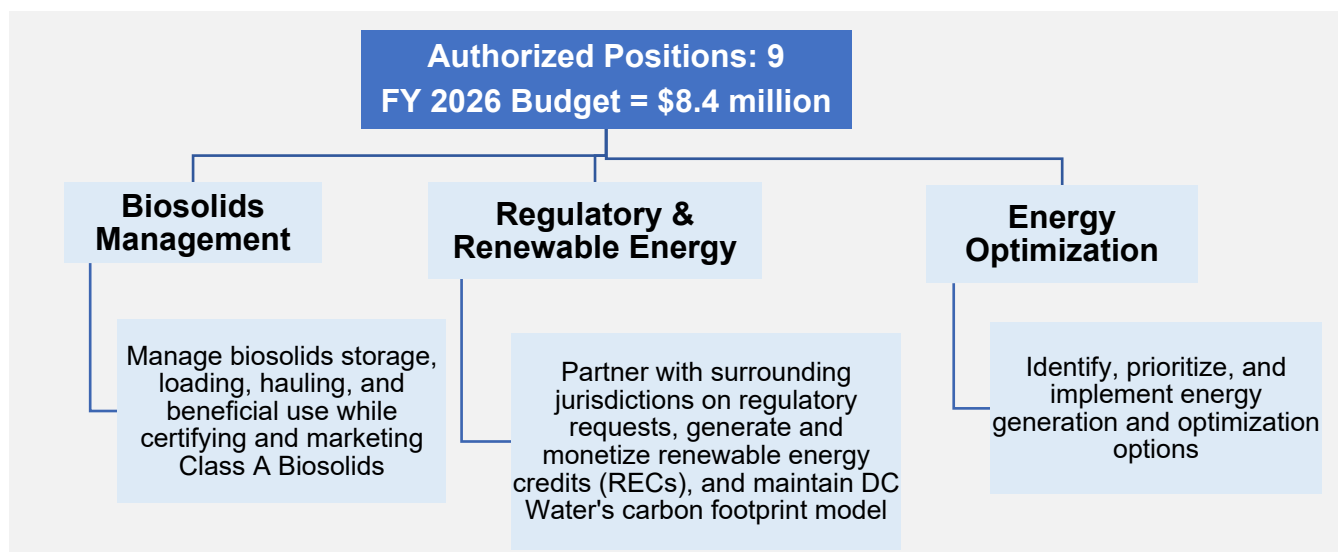 Authorized Positions: 9
FY 2026 Budget = $8.4 million
Biosolids
Management
Manage biosolids storage,
loading, hauling, and
beneficial use while
certifying and marketing
Class A Biosolids
Regulatory &
Renewable Energy
Partner with surrounding
jurisdictions on regulatory
requests, generate and
monetize renewable energy
credits (RECs), and maintain DC
Water's carbon footprint model
Energy
Optimization
Identify, prioritize, and
implement energy
generation and optimization
options